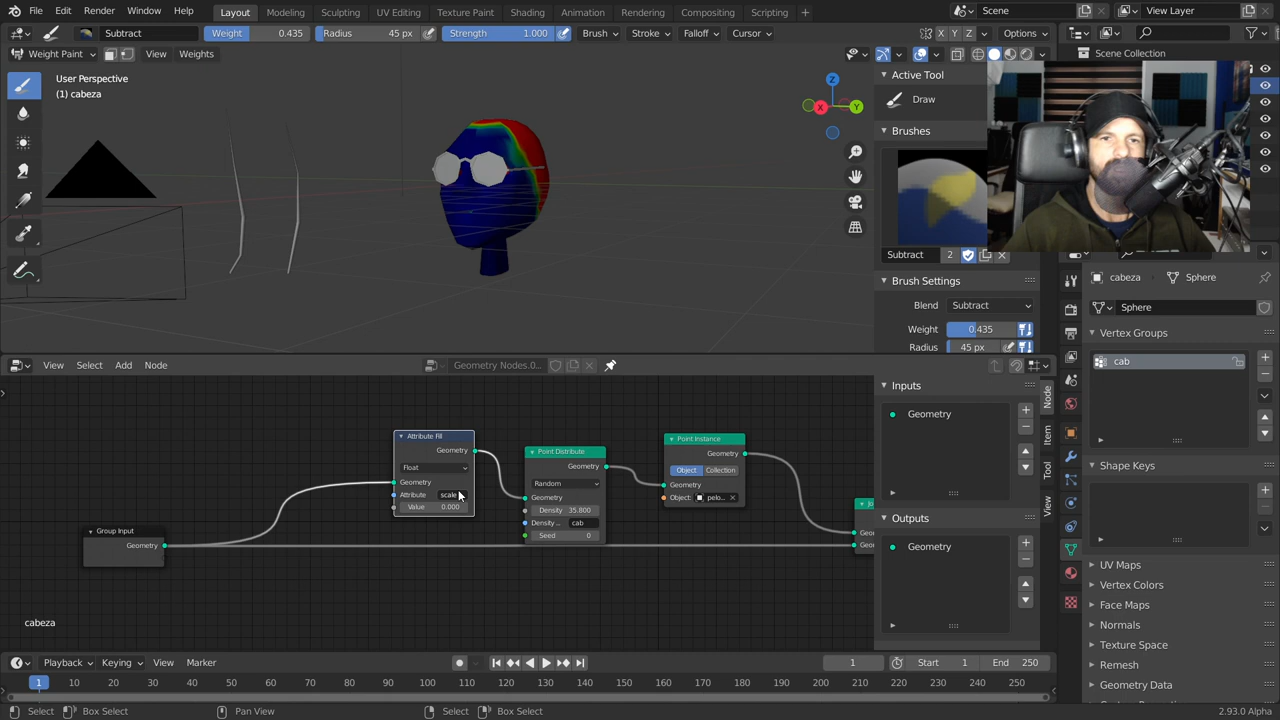 File Edit Render Window Help Layout Modeling Sculpting UV Editing Texture Paint Shading Animation Rendering Compositing Scripting + Scene View Layer
Subtract Weight 0.435 Radius 45 px Strength 1.000 Brush Stroke Falloff Cursor X Y Z Options
Weight Paint View Weights Scene Collection
User Perspective
(1) cabeza
Z
X
Y
Active Tool
Draw
Brushes
Subtract 2
Brush Settings
Blend Subtract
Weight 0.435
Radius 45 px
cabeza Sphere
Sphere
Vertex Groups
cab
Shape Keys
UV Maps
Vertex Colors
Face Maps
Normals
Texture Space
Remesh
Geometry Data
View Select Add Node Geometry Nodes.0...
Inputs
Geometry
Outputs
Geometry
Node
Item
Tool
View
Group Input
Geometry
Attribute Fill
Geometry
Float
Geometry
Attribute scale
Value 0.000
Point Distribute
Geometry
Random
Geometry
Density 35.800
Density .. cab
Seed 0
Point Instance
Geometry
Object Collection
Geometry
Object: pelo...
cabeza
Playback Keying View Marker 1 Start 1 End 250
1 10 20 30 40 50 60 70 80 90 100 110 120 130 140 150 160 170 180 190 200 210 220 230 240 250
Select Box Select Pan View Select Box Select 2.93.0 Alpha